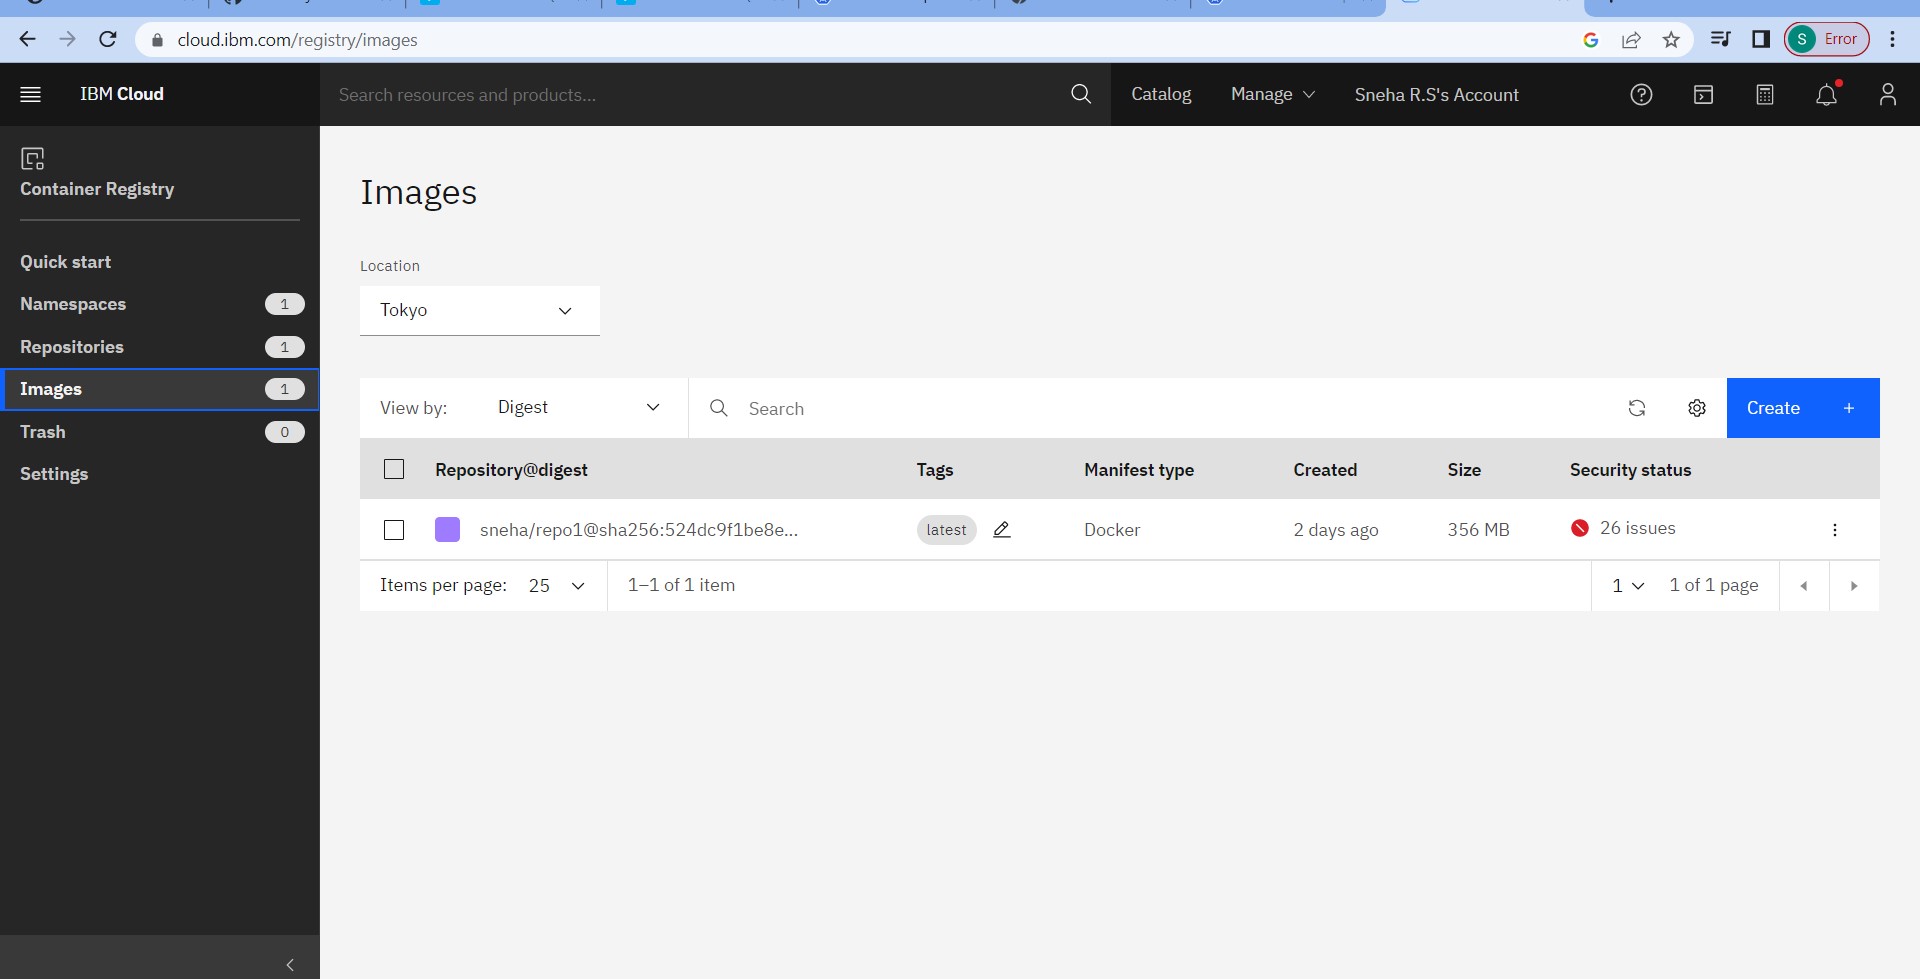 cloud.ibm.com/registry/images
S Error
IBM Cloud
Search resources and products...
Catalog
Manage
Sneha R.S's Account
Container Registry
Quick start
Namespaces 1
Repositories 1
Images 1
Trash 0
Settings
Images
Location
Tokyo
View by: Digest
Search
Create +
Repository@digest Tags Manifest type Created Size Security status
sneha/repo1@sha256:524dc9f1be8e... latest Docker 2 days ago 356 MB 26 issues
Items per page: 25 1–1 of 1 item 1 1 of 1 page